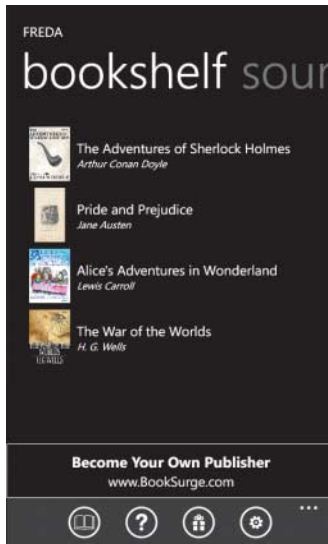 FREDA
bookshelf sour
The Adventures of Sherlock Holmes
Arthur Conan Doyle
Pride and Prejudice
Jane Austen
Alice's Adventures in Wonderland
Lewis Carroll
The War of the Worlds
H. G. Wells
Become Your Own Publisher
www.BookSurge.com
?
...